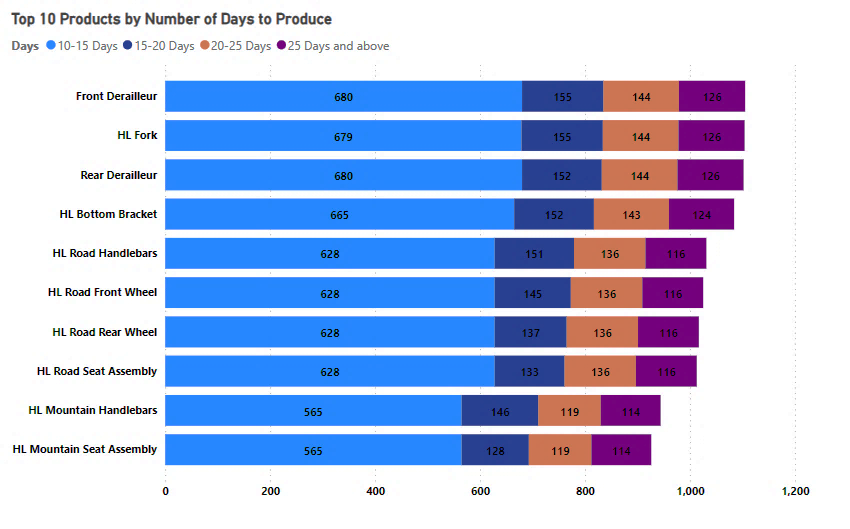 Top 10 Products by Number of Days to Produce
Days 10-15 Days 15-20 Days 20-25 Days 25 Days and above
Front Derailleur 680 155 144 126
HL Fork 679 155 144 126
Rear Derailleur 680 152 144 126
HL Bottom Bracket 665 152 143 124
HL Road Handlebars 628 151 136 116
HL Road Front Wheel 628 145 136 116
HL Road Rear Wheel 628 137 136 116
HL Road Seat Assembly 628 133 136 116
HL Mountain Handlebars 565 146 119 114
HL Mountain Seat Assembly 565 128 119 114
0 200 400 600 800 1,000 1,200